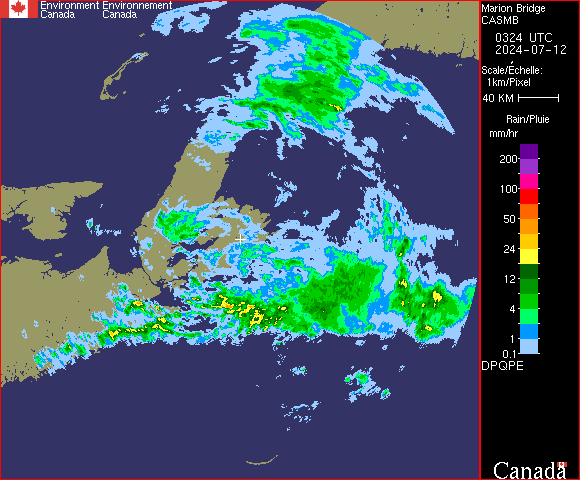 Environment Environnement
Canada Canada
Marion Bridge
CASMB
0324 UTC
2024-07-12
Scale/Echelle:
1km/Pixel
40 KM
Rain/Pluie
mm/hr
200
100
50
24
12
4
1
0.1
DPQPE
Canada